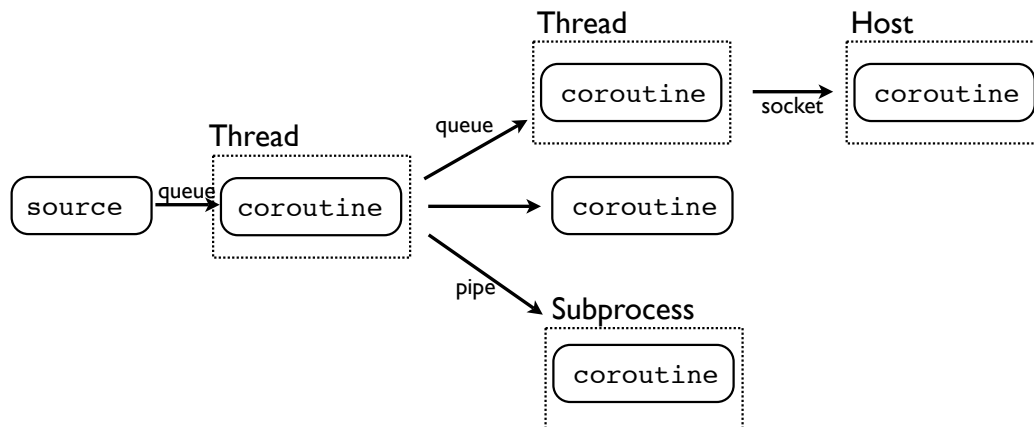 Thread
Host
coroutine
coroutine
queue
socket
Thread
queue
source
coroutine
coroutine
pipe
Subprocess
coroutine